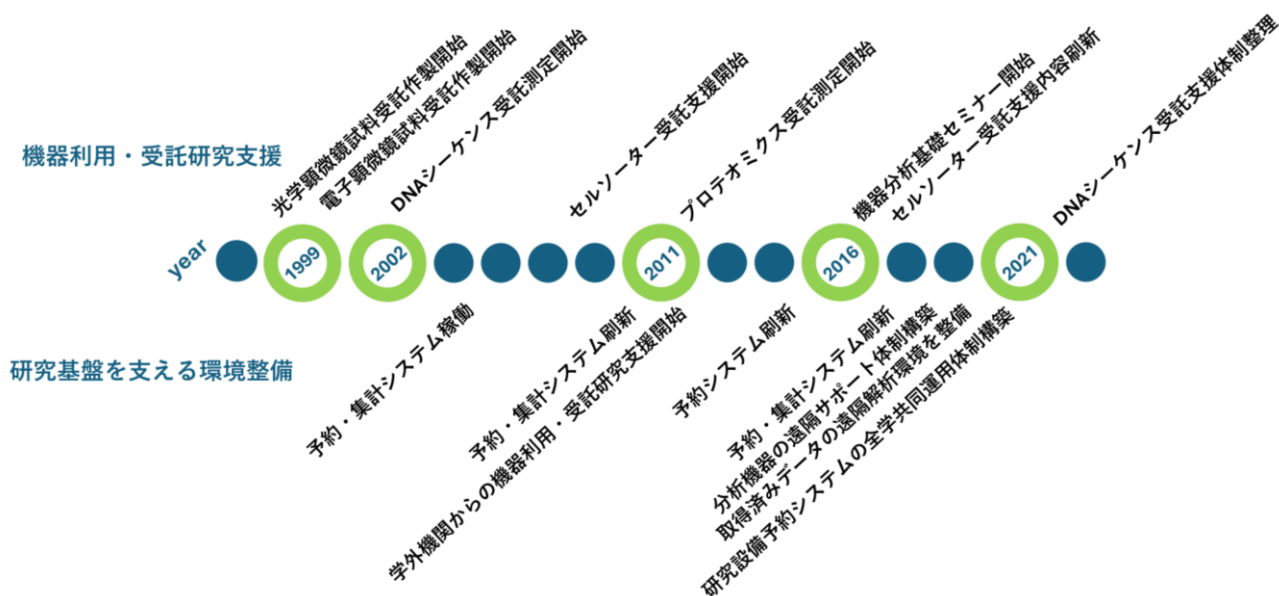 機器利用・受託研究支援
光学顕微鏡試料受託作製開始
電子顕微鏡試料受託作製開始
DNAシーケンス受託測定開始
セルソーター受託支援開始
プロテオミクス受託測定開始
機器分析基礎セミナー開始
セルソーター受託支援内容刷新
DNAシーケンス受託支援体制整理
year
1999
2002
2011
2016
2021
研究基盤を支える環境整備
予約・集計システム稼働
予約・集計システム刷新
学外機関からの機器利用・受託研究支援開始
予約システム刷新
予約・集計システム刷新
分析機器の遠隔サポート体制構築
取得済みデータの遠隔解析環境を整備
研究設備予約システムの全学共同運用体制構築